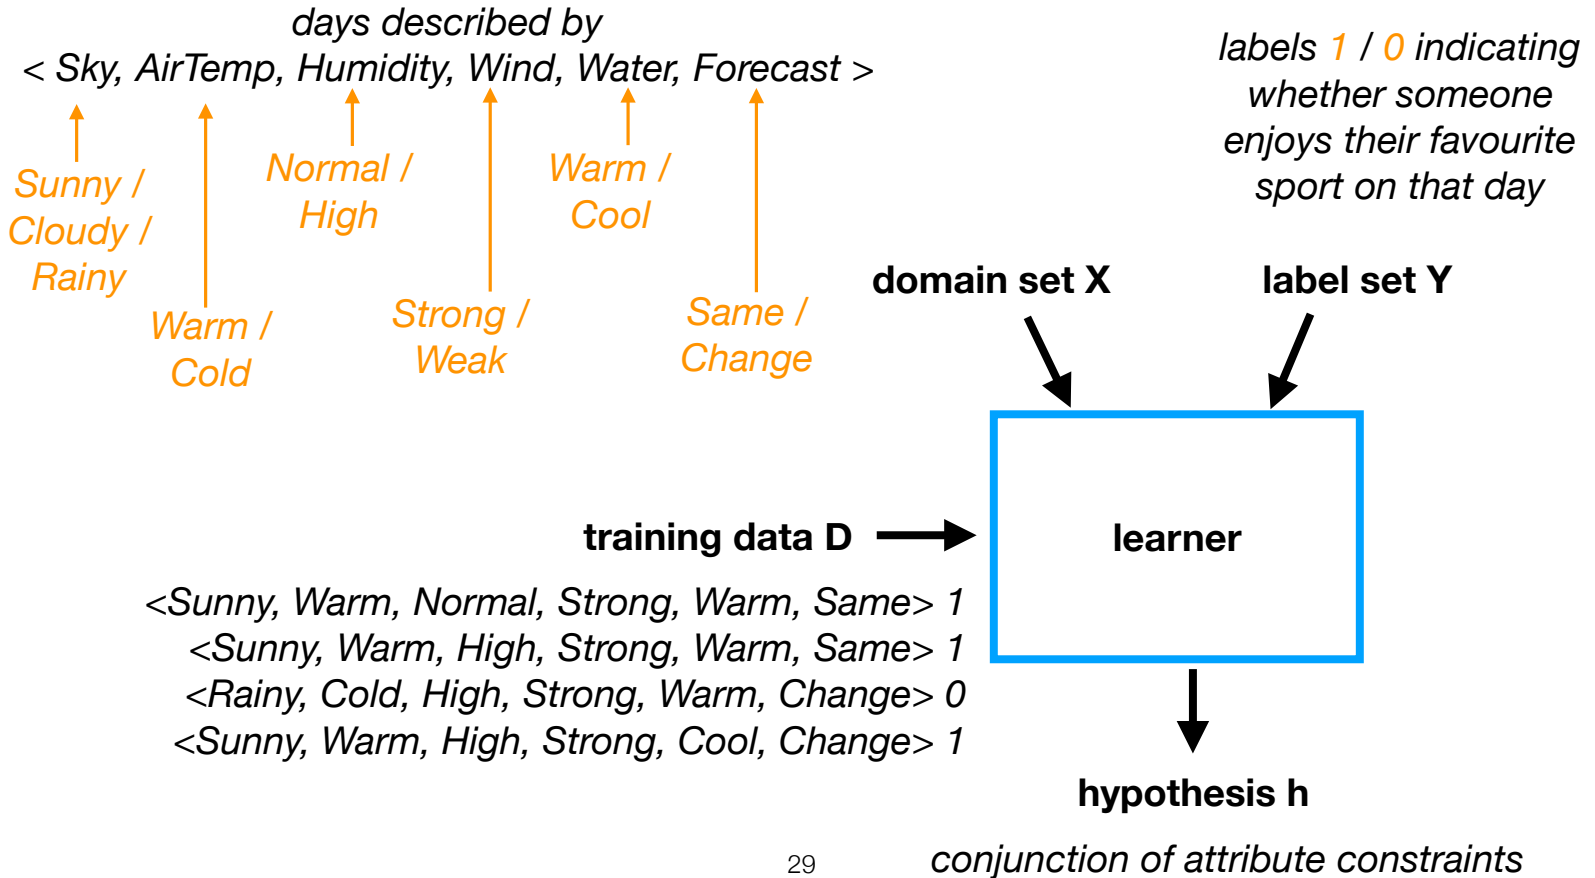 days described by
< Sky, AirTemp, Humidity, Wind, Water, Forecast >
Sunny /
Cloudy /
Rainy
Warm /
Cold
Normal /
High
Strong /
Weak
Warm /
Cool
Same /
Change
labels 1 / 0 indicating
whether someone
enjoys their favourite
sport on that day
domain set X
label set Y
training data D
learner
<Sunny, Warm, Normal, Strong, Warm, Same> 1
<Sunny, Warm, High, Strong, Warm, Same> 1
<Rainy, Cold, High, Strong, Warm, Change> 0
<Sunny, Warm, High, Strong, Cool, Change> 1
hypothesis h
conjunction of attribute constraints
29